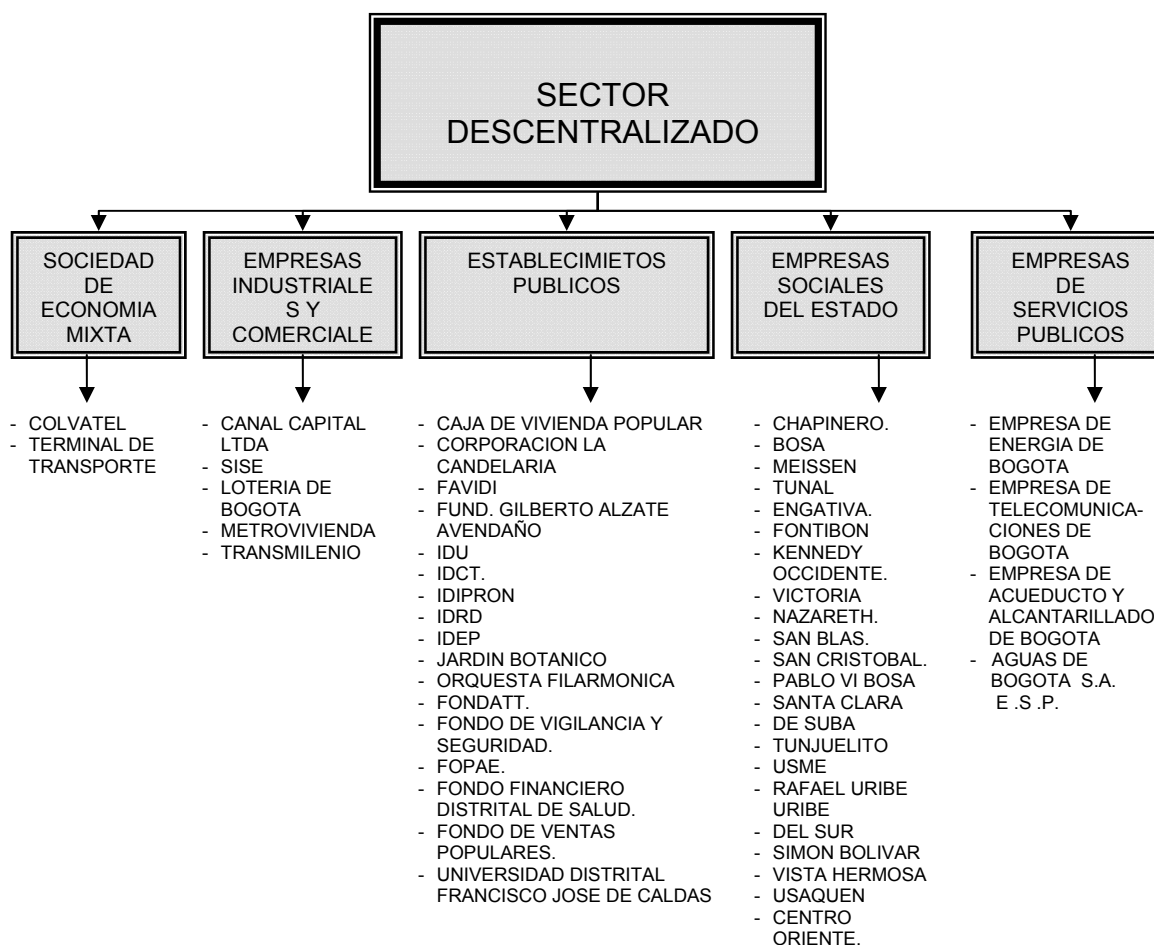 SECTOR
DESCENTRALIZADO
SOCIEDAD
DE
ECONOMIA
MIXTA
EMPRESAS
INDUSTRIALE
S Y
COMERCIALE
ESTABLECIMIETOS
PUBLICOS
EMPRESAS
SOCIALES
DEL ESTADO
EMPRESAS
DE
SERVICIOS
PUBLICOS
- COLVATEL
- TERMINAL DE
TRANSPORTE
- CANAL CAPITAL
LTDA
- SISE
- LOTERIA DE
BOGOTA
- METROVIVIENDA
- TRANSMILENIO
- CAJA DE VIVIENDA POPULAR
- CORPORACION LA
CANDELARIA
- FAVIDI
- FUND. GILBERTO ALZATE
AVENDAÑO
- IDU
- IDCT.
- IDIPRON
- IDRD
- IDEP
- JARDIN BOTANICO
- ORQUESTA FILARMONICA
- FONDATT.
- FONDO DE VIGILANCIA Y
SEGURIDAD.
- FOPAE.
- FONDO FINANCIERO
DISTRITAL DE SALUD.
- FONDO DE VENTAS
POPULARES.
- UNIVERSIDAD DISTRITAL
FRANCISCO JOSE DE CALDAS
- CHAPINERO.
- BOSA
- MEISSEN
- TUNAL
- ENGATIVA.
- FONTIBON
- KENNEDY
OCCIDENTE.
- VICTORIA
- NAZARETH.
- SAN BLAS.
- SAN CRISTOBAL.
- PABLO VI BOSA
- SANTA CLARA
- DE SUBA
- TUNJUELITO
- USME
- RAFAEL URIBE
URIBE
- DEL SUR
- SIMON BOLIVAR
- VISTA HERMOSA
- USAQUEN
- CENTRO
ORIENTE.
- EMPRESA DE
ENERGIA DE
BOGOTA
- EMPRESA DE
TELECOMUNICA-
CIONES DE
BOGOTA
- EMPRESA DE
ACUEDUCTO Y
ALCANTARILLADO
DE BOGOTA
- AGUAS DE
BOGOTA S.A.
E .S .P.